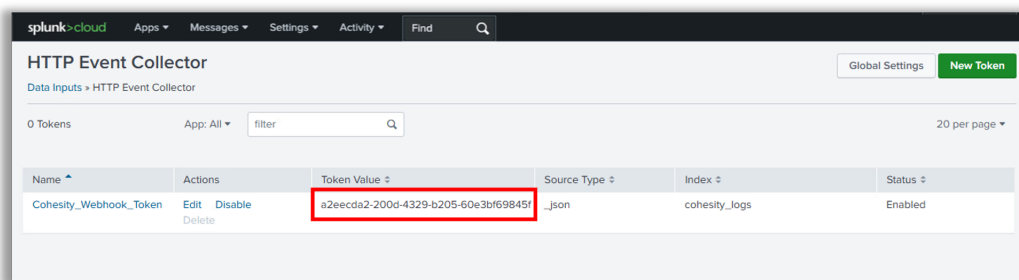 splunk>cloud Apps Messages Settings Activity Find
HTTP Event Collector
Global Settings New Token
Data Inputs » HTTP Event Collector
0 Tokens App: All filter 20 per page
Name Actions Token Value Source Type Index Status
Cohesity_Webhook_Token Edit Disable a2eecda2-200d-4329-b205-60e3bf69845f _json cohesity_logs Enabled
Delete